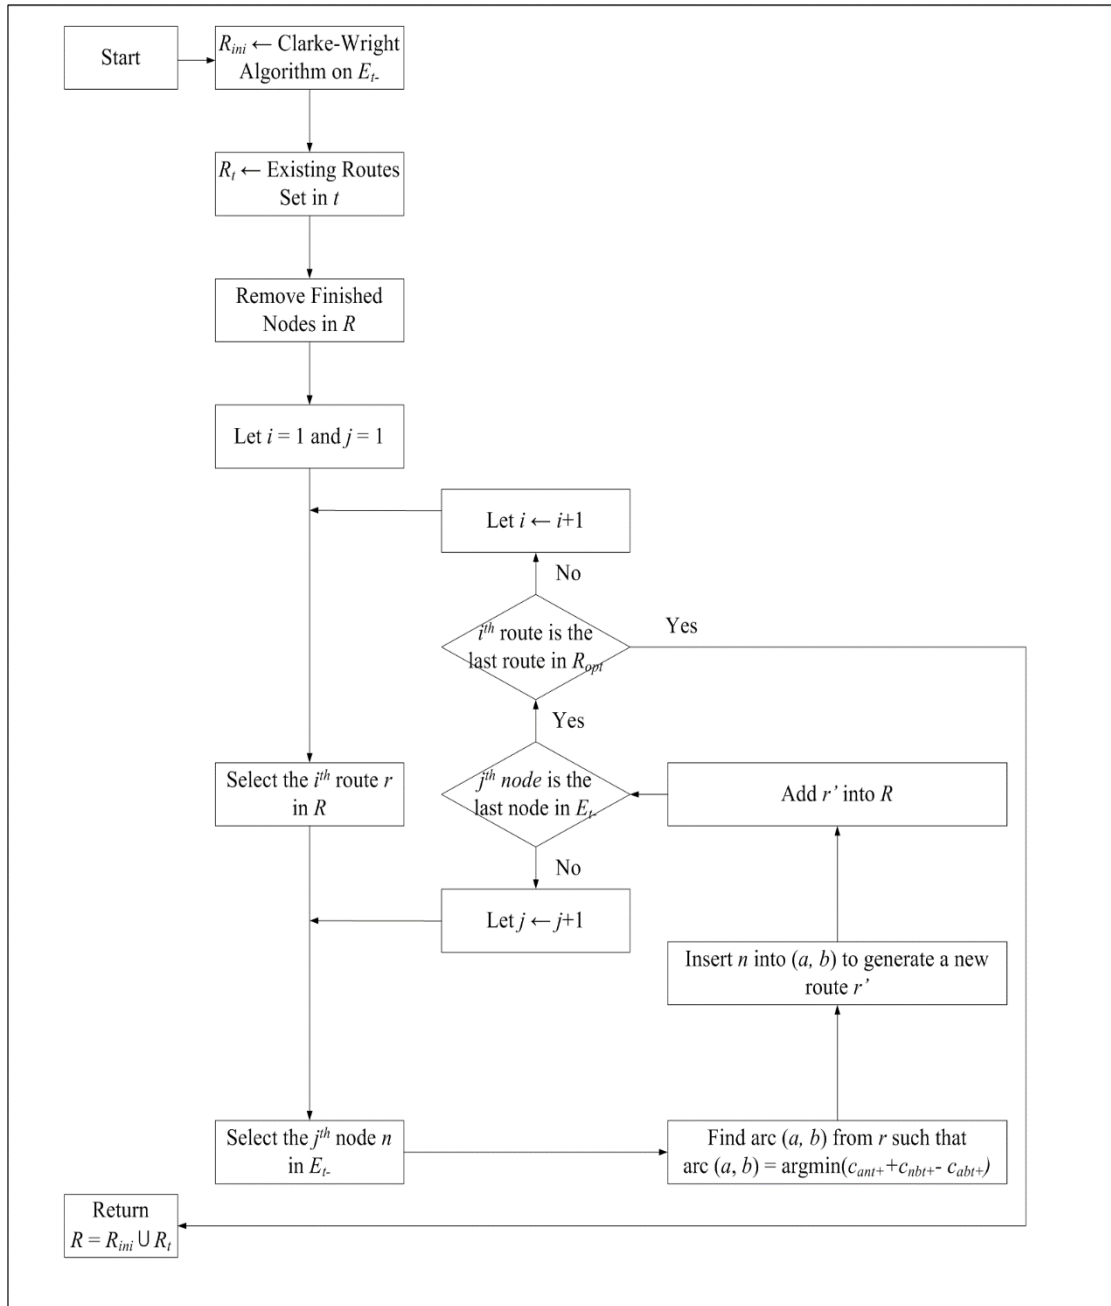 Start
R_ini ← Clarke-Wright
Algorithm on E_t-
R_t ← Existing Routes
Set in t
Remove Finished
Nodes in R
Let i = 1 and j = 1
Let i ← i+1
No
i^th route is the
last route in R_opt
Yes
Yes
Select the i^th route r
in R
j^th node is the
last node in E_t-
Add r’ into R
No
Let j ← j+1
Insert n into (a, b) to generate a new
route r’
Select the j^th node n
in E_t-
Find arc (a, b) from r such that
arc (a, b) = argmin(c_ant+ +c_nbt+ - c_abt+)
Return
R = R_ini ∪ R_t